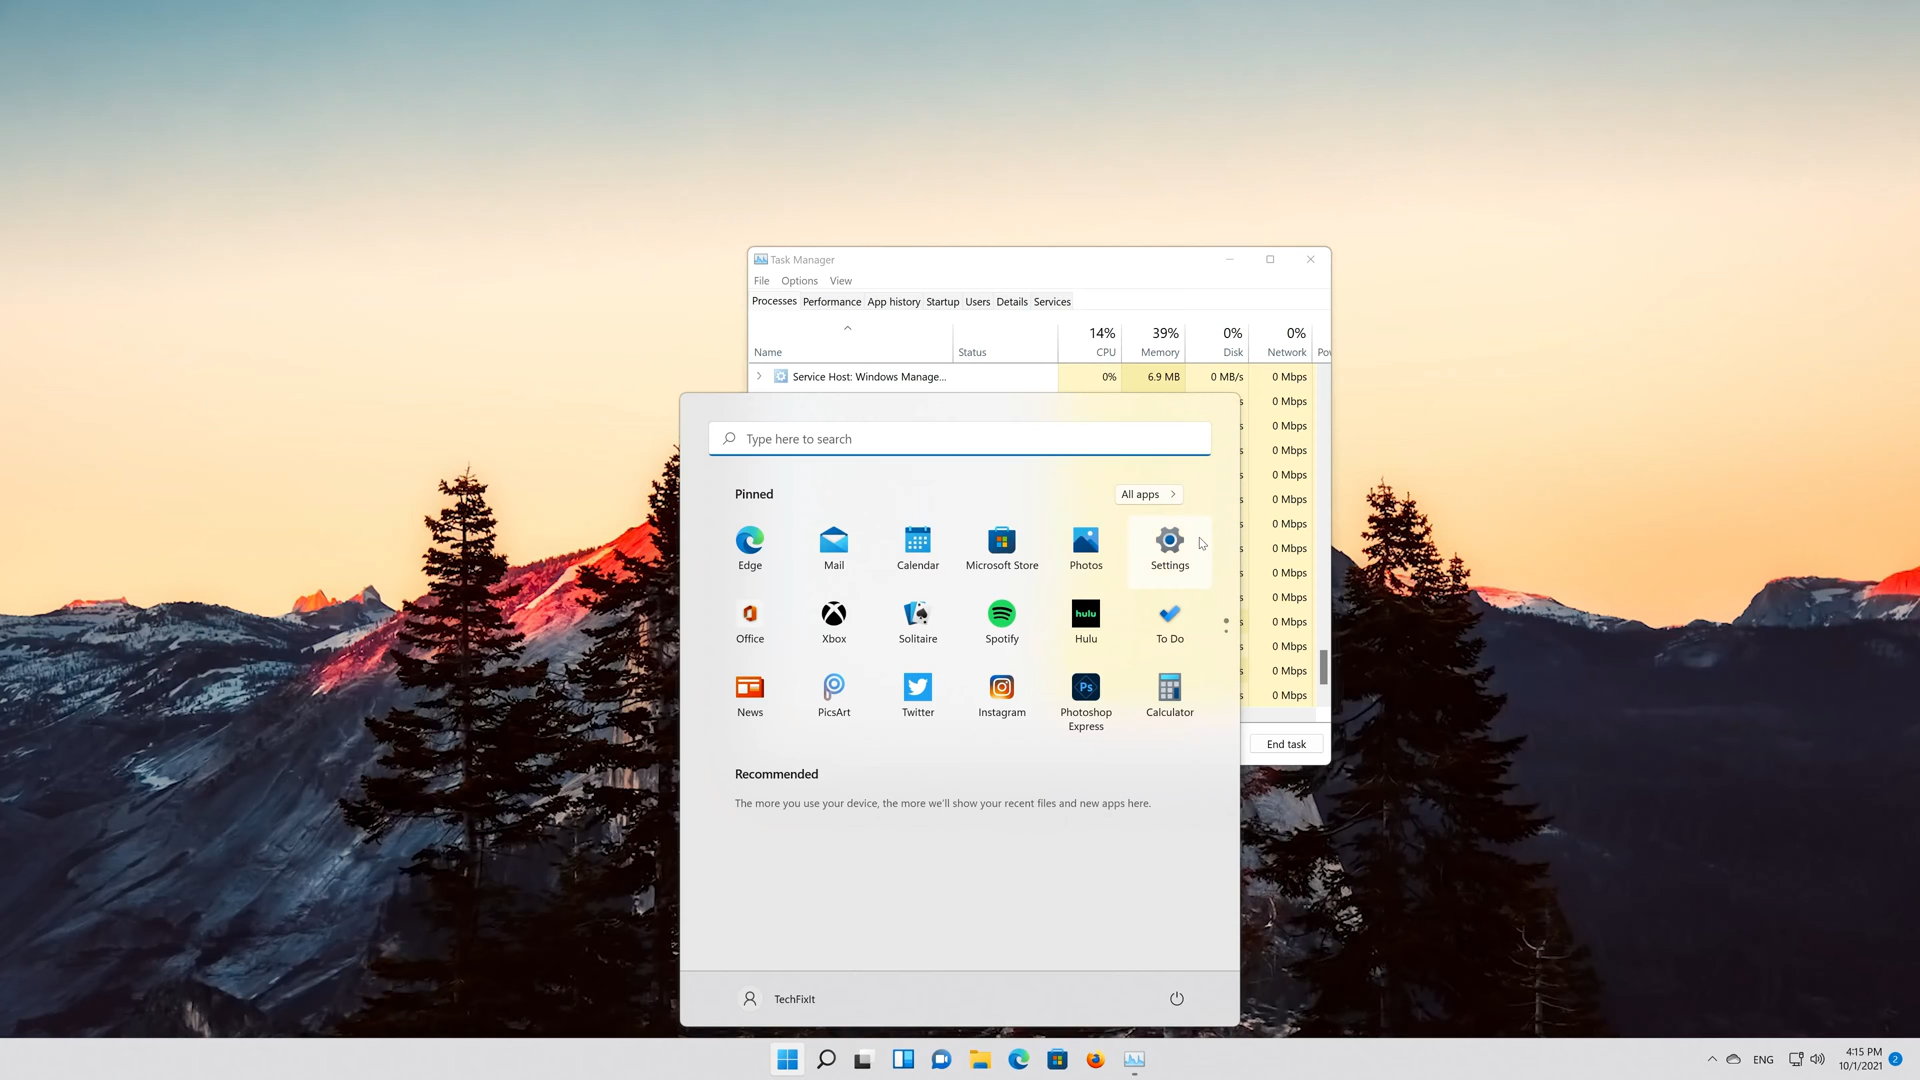 Task Manager
File Options View
Processes Performance App history Startup Users Details Services
14% 39% 0% 0%
Name Status CPU Memory Disk Network
Service Host: Windows Manage... 0% 6.9 MB 0 MB/s 0 Mbps
s 0 Mbps
s 0 Mbps
s 0 Mbps
s 0 Mbps
s 0 Mbps
s 0 Mbps
s 0 Mbps
s 0 Mbps
s 0 Mbps
s 0 Mbps
s 0 Mbps
s 0 Mbps
s 0 Mbps
End task
Type here to search
Pinned All apps
Edge Mail Calendar Microsoft Store Photos Settings
hulu
Office Xbox Solitaire Spotify Hulu To Do
Ps
News PicsArt Twitter Instagram Photoshop Express Calculator
Recommended
The more you use your device, the more we'll show your recent files and new apps here.
TechFixIt
ENG 4:15 PM 2
10/1/2021